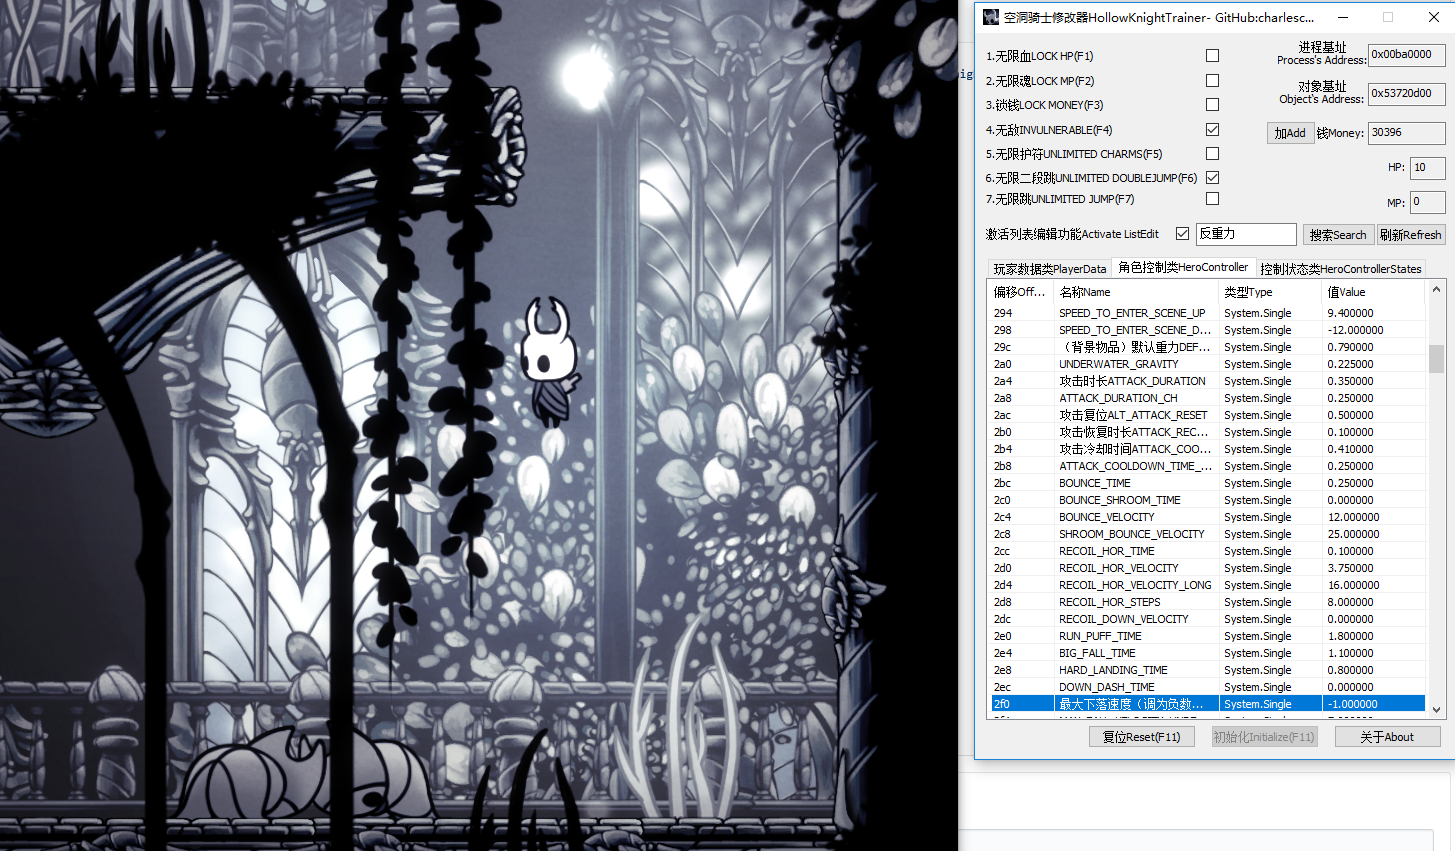 空洞骑士修改器HollowKnightTrainer- GitHub:charlesc...
1.无限血LOCK HP(F1)
2.无限魂LOCK MP(F2)
3.锁钱LOCK MONEY(F3)
4.无敌INVULNERABLE(F4)
5.无限护符UNLIMITED CHARMS(F5)
6.无限二段跳UNLIMITED DOUBLEJUMP(F6)
7.无限跳UNLIMITED JUMP(F7)
进程基址
Process's Address: 0x00ba0000
对象基址
Object's Address: 0x53720d00
加Add 钱Money: 30396
HP: 10
MP: 0
激活列表编辑功能Activate ListEdit 反重力 搜索Search 刷新Refresh
玩家数据类PlayerData 角色控制类HeroController 控制状态类HeroControllerStates
偏移Off... 名称Name 类型Type 值Value
294 SPEED_TO_ENTER_SCENE_UP System.Single 9.400000
298 SPEED_TO_ENTER_SCENE_D... System.Single -12.000000
29c （背景物品）默认重力DEF... System.Single 0.790000
2a0 UNDERWATER_GRAVITY System.Single 0.225000
2a4 攻击时长ATTACK_DURATION System.Single 0.350000
2a8 ATTACK_DURATION_CH System.Single 0.250000
2ac 攻击复位ALT_ATTACK_RESET System.Single 0.500000
2b0 攻击恢复时长ATTACK_REC... System.Single 0.100000
2b4 攻击冷却时间ATTACK_COO... System.Single 0.410000
2b8 ATTACK_COOLDOWN_TIME_... System.Single 0.250000
2bc BOUNCE_TIME System.Single 0.250000
2c0 BOUNCE_SHROOM_TIME System.Single 0.000000
2c4 BOUNCE_VELOCITY System.Single 12.000000
2c8 SHROOM_BOUNCE_VELOCITY System.Single 25.000000
2cc RECOIL_HOR_TIME System.Single 0.100000
2d0 RECOIL_HOR_VELOCITY System.Single 3.750000
2d4 RECOIL_HOR_VELOCITY_LONG System.Single 16.000000
2d8 RECOIL_HOR_STEPS System.Single 8.000000
2dc RECOIL_DOWN_VELOCITY System.Single 0.000000
2e0 RUN_PUFF_TIME System.Single 1.800000
2e4 BIG_FALL_TIME System.Single 1.100000
2e8 HARD_LANDING_TIME System.Single 0.800000
2ec DOWN_DASH_TIME System.Single 0.000000
2f0 最大下落速度（调为负数... System.Single -1.000000
复位Reset(F11) 初始化Initialize(F11) 关于About